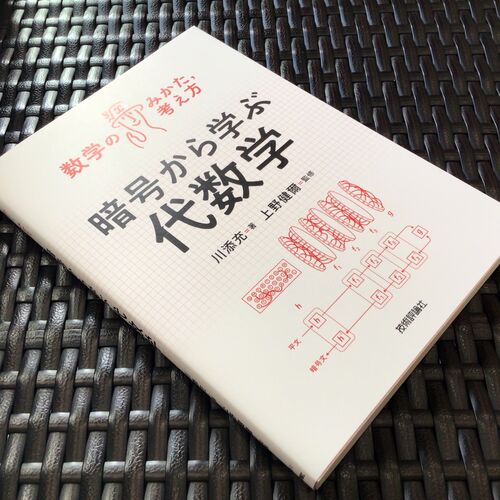 数学のみかた, 考え方
暗号から学ぶ
代数学
川添充=著
上野健爾=監修
g
f₁
h
h
平文
暗号文
技術評論社